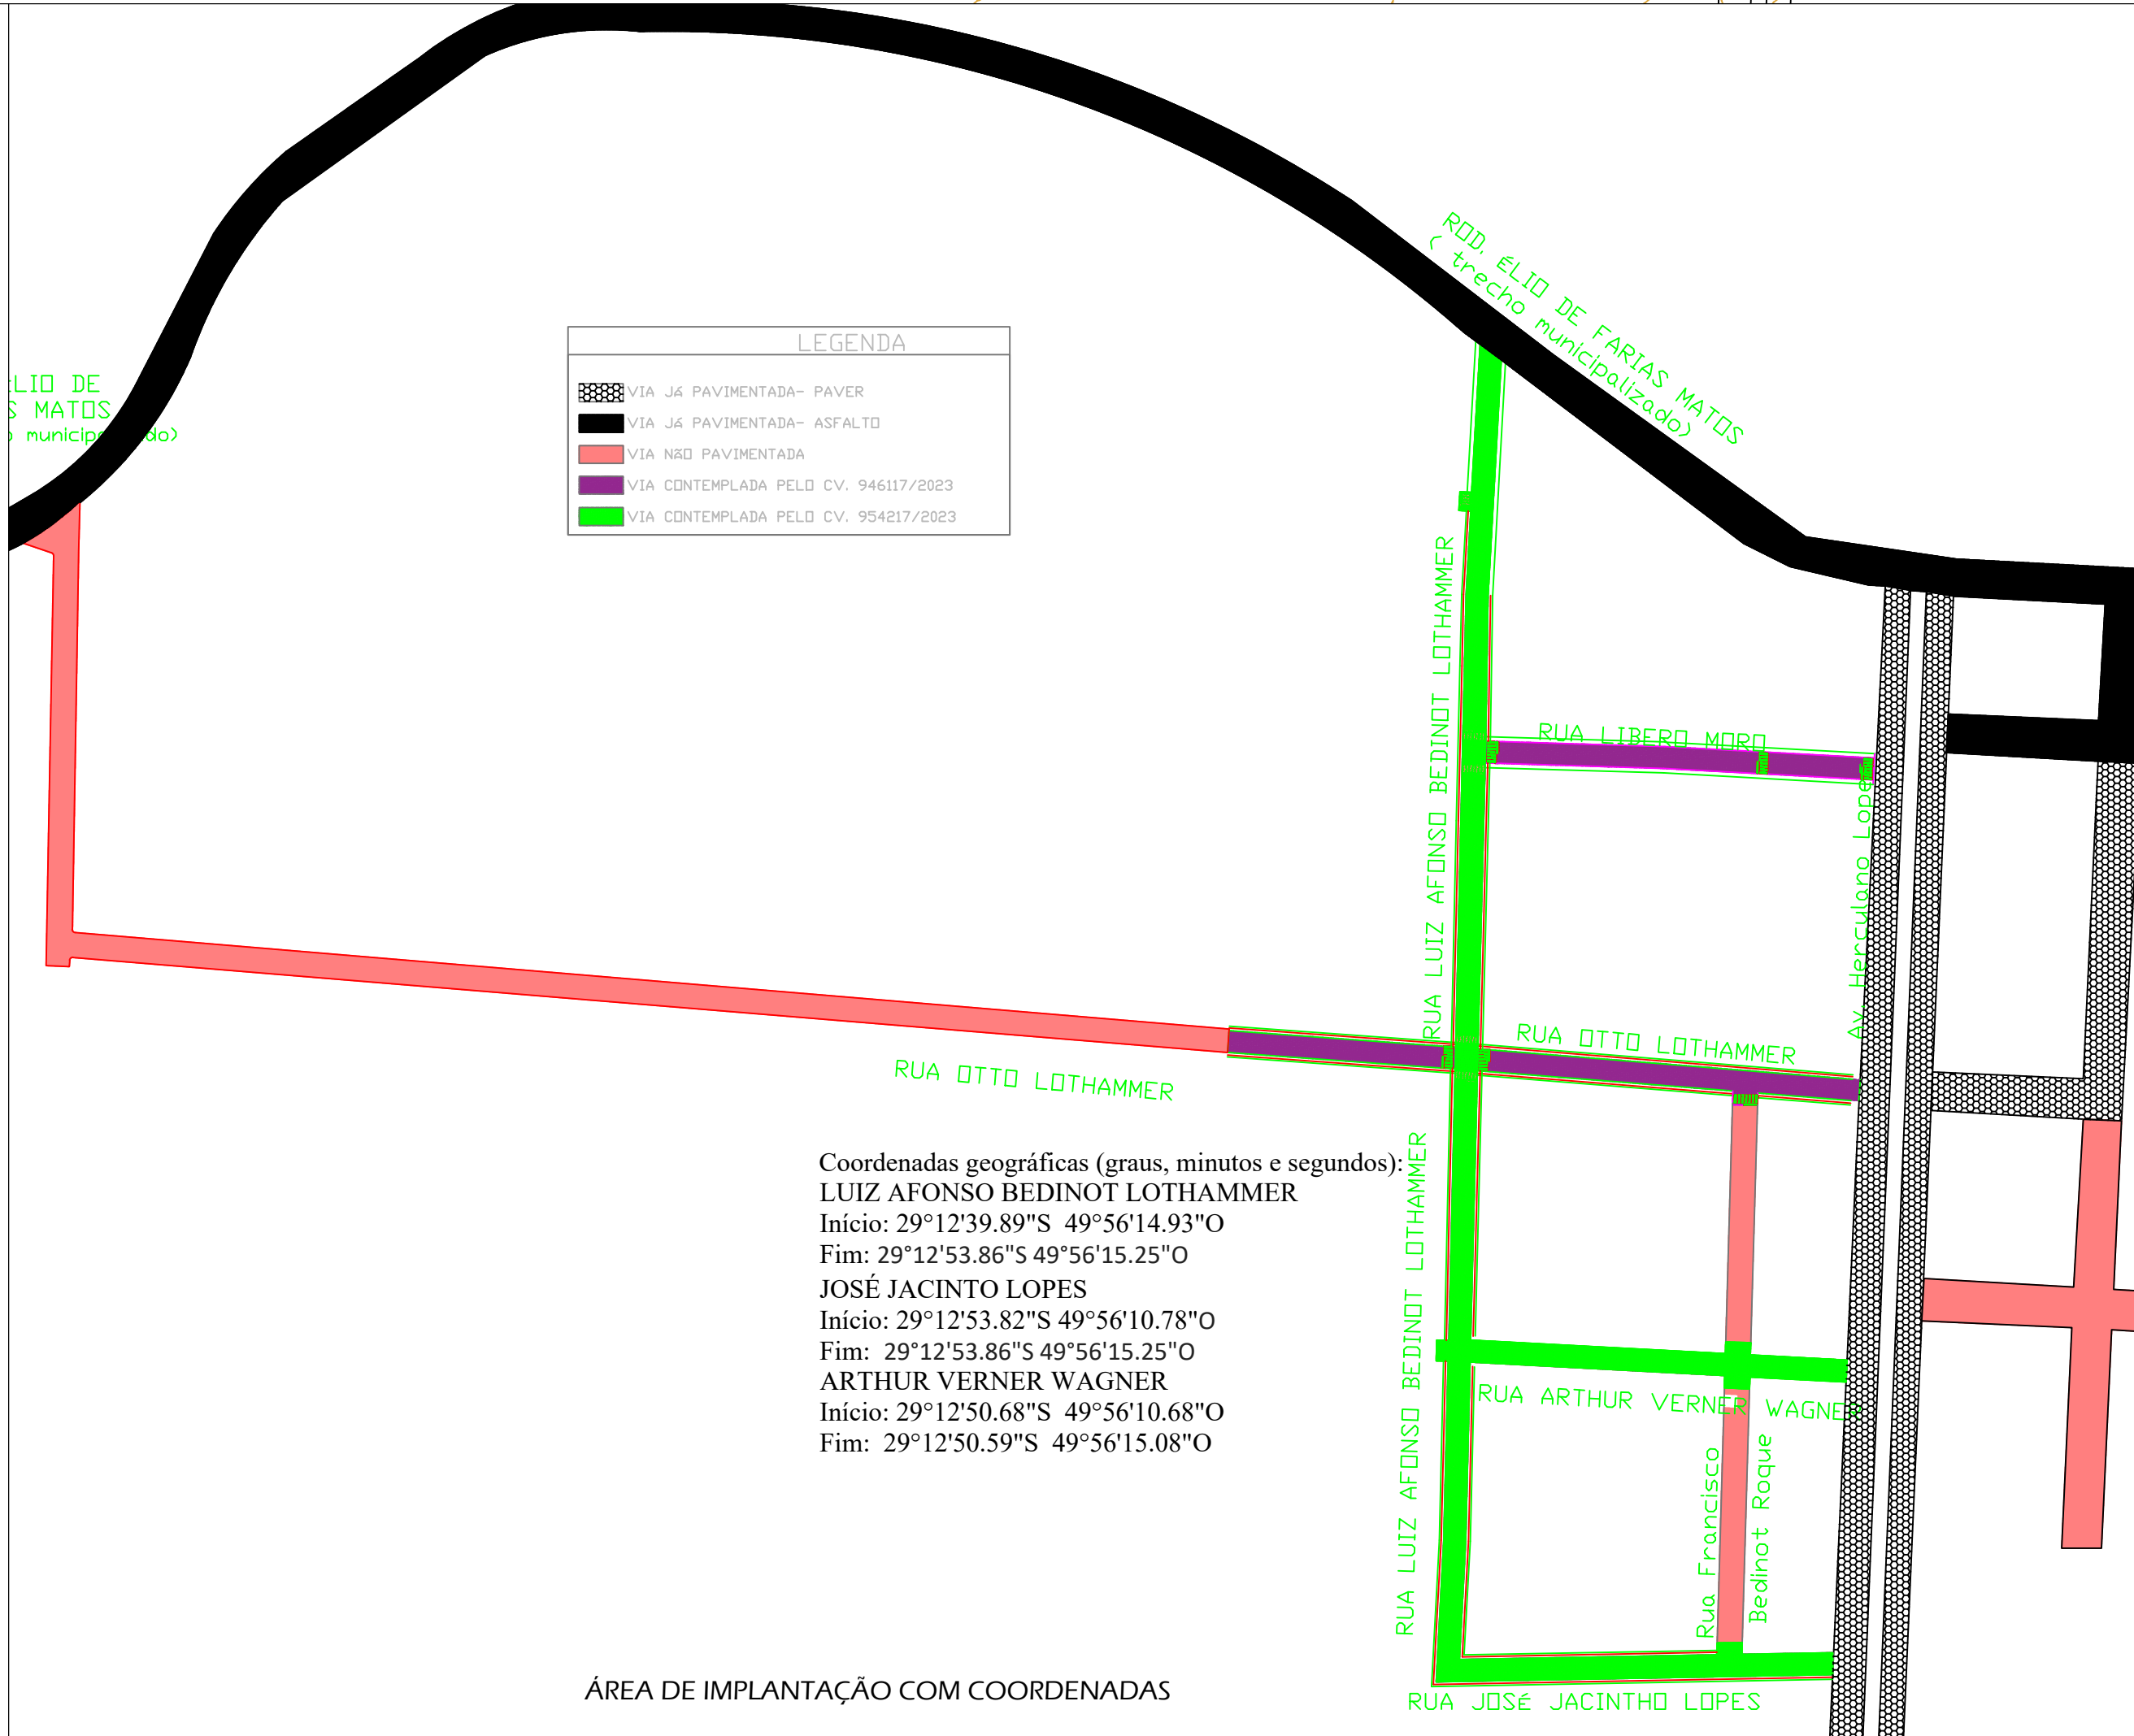 ROD. ÉLIO DE FARIAS MATOS
( trecho municipalizado)
LEGENDA
VIA Já PAVIMENTADA- PAVER
VIA Já PAVIMENTADA- ASFALTO
VIA NãO PAVIMENTADA
VIA CONTEMPLADA PELO CV. 946117/2023
VIA CONTEMPLADA PELO CV. 954217/2023
LIO DE
S MATOS
municip do)
RUA LUIZ AFONSO BEDINOT LOTHAMMER
RUA LIBERO MORO
Av. Herculano Lopes
RUA OTTO LOTHAMMER
RUA OTTO LOTHAMMER
Coordenadas geográficas (graus, minutos e segundos):
LUIZ AFONSO BEDINOT LOTHAMMER
Início: 29°12'39.89"S 49°56'14.93"O
Fim: 29°12'53.86"S 49°56'15.25"O
JOSÉ JACINTO LOPES
Início: 29°12'53.82"S 49°56'10.78"O
Fim: 29°12'53.86"S 49°56'15.25"O
ARTHUR VERNER WAGNER
Início: 29°12'50.68"S 49°56'10.68"O
Fim: 29°12'50.59"S 49°56'15.08"O
RUA LUIZ AFONSO BEDINOT LOTHAMMER
RUA ARTHUR VERNER WAGNER
Rua Francisco
Bedinot Roque
RUA JOSé JACINTHO LOPES
ÁREA DE IMPLANTAÇÃO COM COORDENADAS